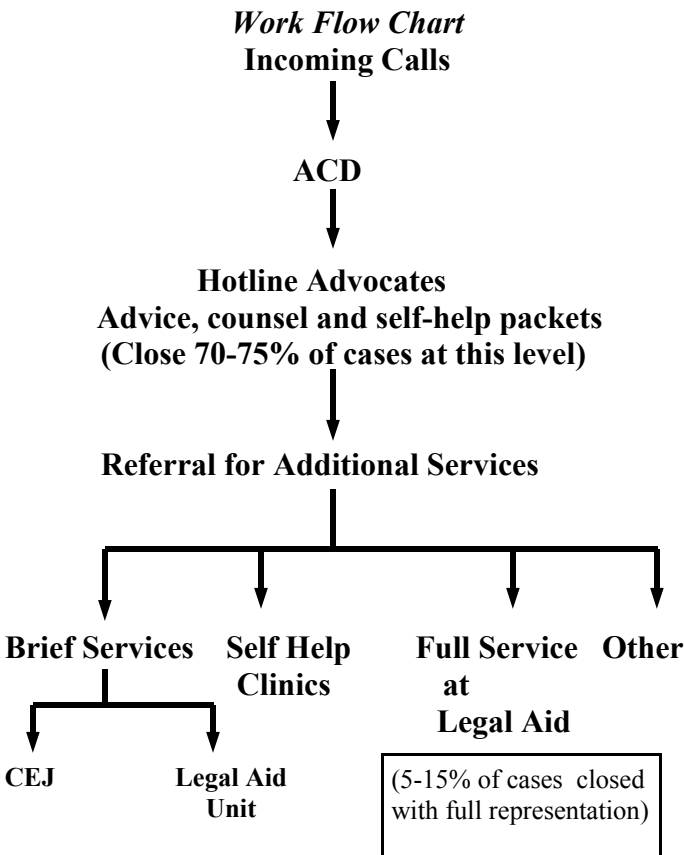 Work Flow Chart
Incoming Calls
ACD
Hotline Advocates
Advice, counsel and self-help packets
(Close 70-75% of cases at this level)
Referral for Additional Services
Brief Services
Self Help
Clinics
Full Service
at
Legal Aid
Other
CEJ
Legal Aid
Unit
(5-15% of cases closed
with full representation)